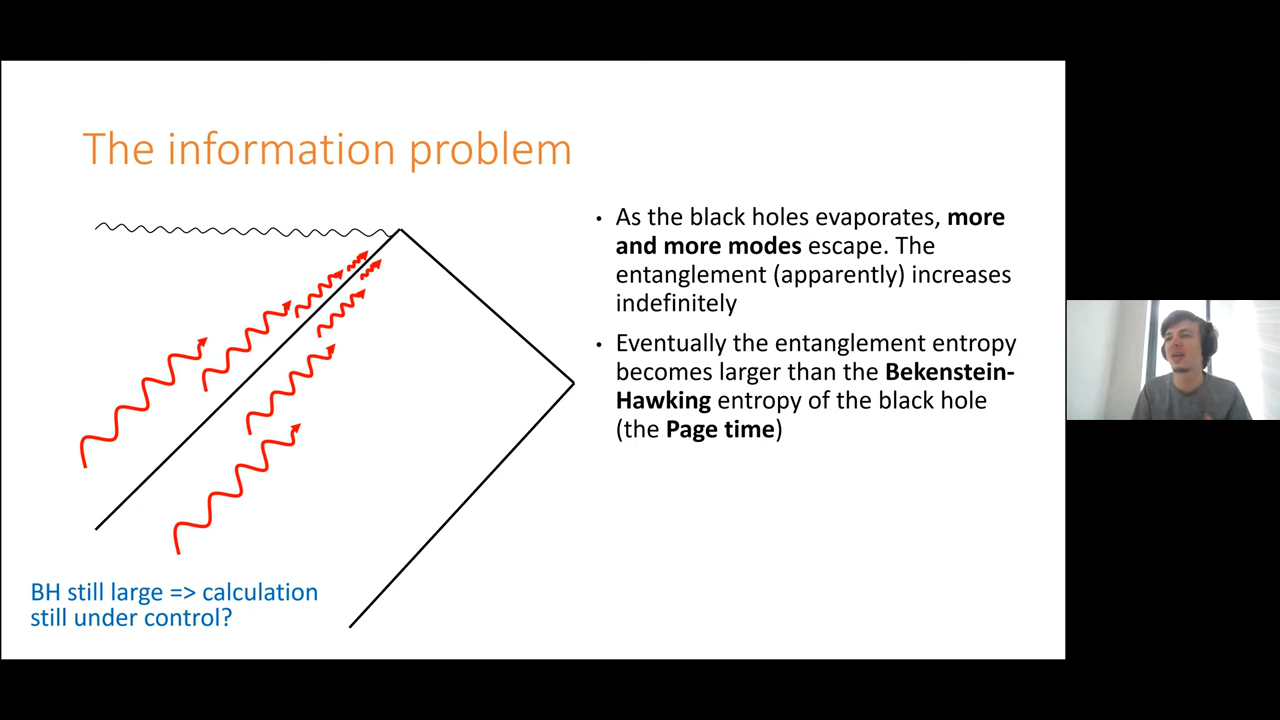 The information problem
• As the black holes evaporates, more
and more modes escape. The
entanglement (apparently) increases
indefinitely
• Eventually the entanglement entropy
becomes larger than the Bekenstein-
Hawking entropy of the black hole
(the Page time)
BH still large => calculation
still under control?